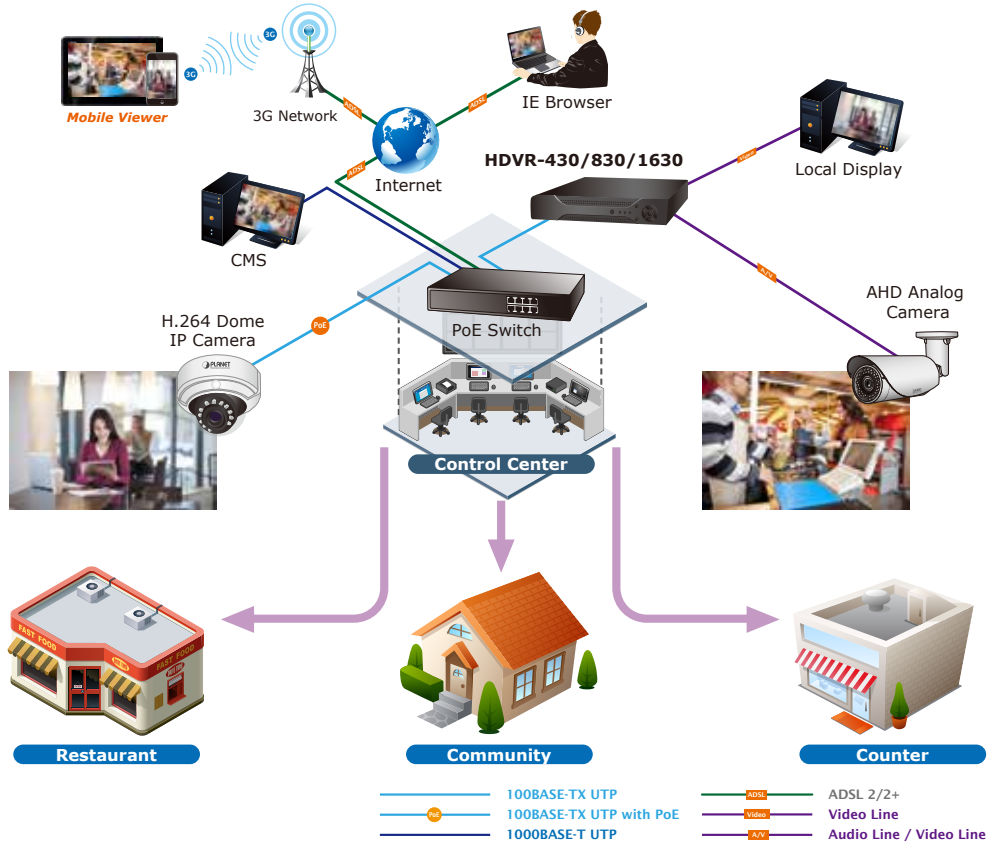 3G
3G
Mobile Viewer
3G Network
ADSL
ADSL
IE Browser
Internet
ADSL
HDVR-430/830/1630
Video
Local Display
CMS
A/V
PoE Switch
H.264 Dome
IP Camera
PoE
PLANET
AHD Analog
Camera
Control Center
FAST FOOD
FAST FOOD
Restaurant
Community
Counter
100BASE-TX UTP
ADSL
ADSL 2/2+
PoE
100BASE-TX UTP with PoE
Video
Video Line
1000BASE-T UTP
A/V
Audio Line / Video Line